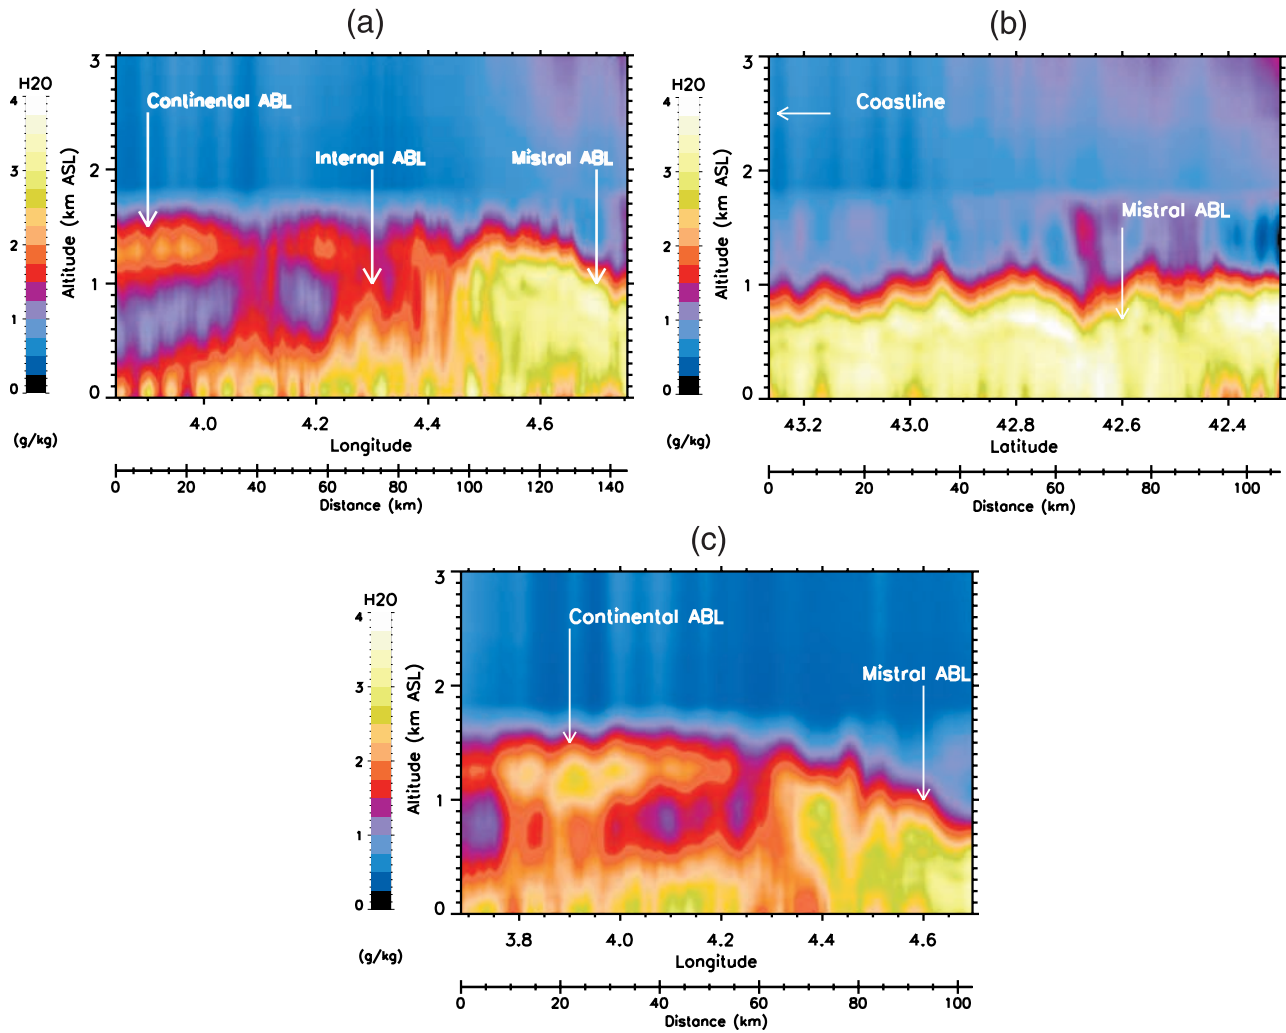 (a)
H2O
4
3
2
1
0
(g/kg)
Altitude (km ASL)
3
2
1
0
Continental ABL
Internal ABL
Mistral ABL
4.0 4.2 4.4 4.6
Longitude
0 20 40 60 80 100 120 140
Distance (km)
(b)
H2O
4
3
2
1
0
(g/kg)
Altitude (km ASL)
3
2
1
0
Coastline
Mistral ABL
43.2 43.0 42.8 42.6 42.4
Latitude
0 20 40 60 80 100
Distance (km)
(c)
H2O
4
3
2
1
0
(g/kg)
Altitude (km ASL)
3
2
1
0
Continental ABL
Mistral ABL
3.8 4.0 4.2 4.4 4.6
Longitude
0 20 40 60 80 100
Distance (km)